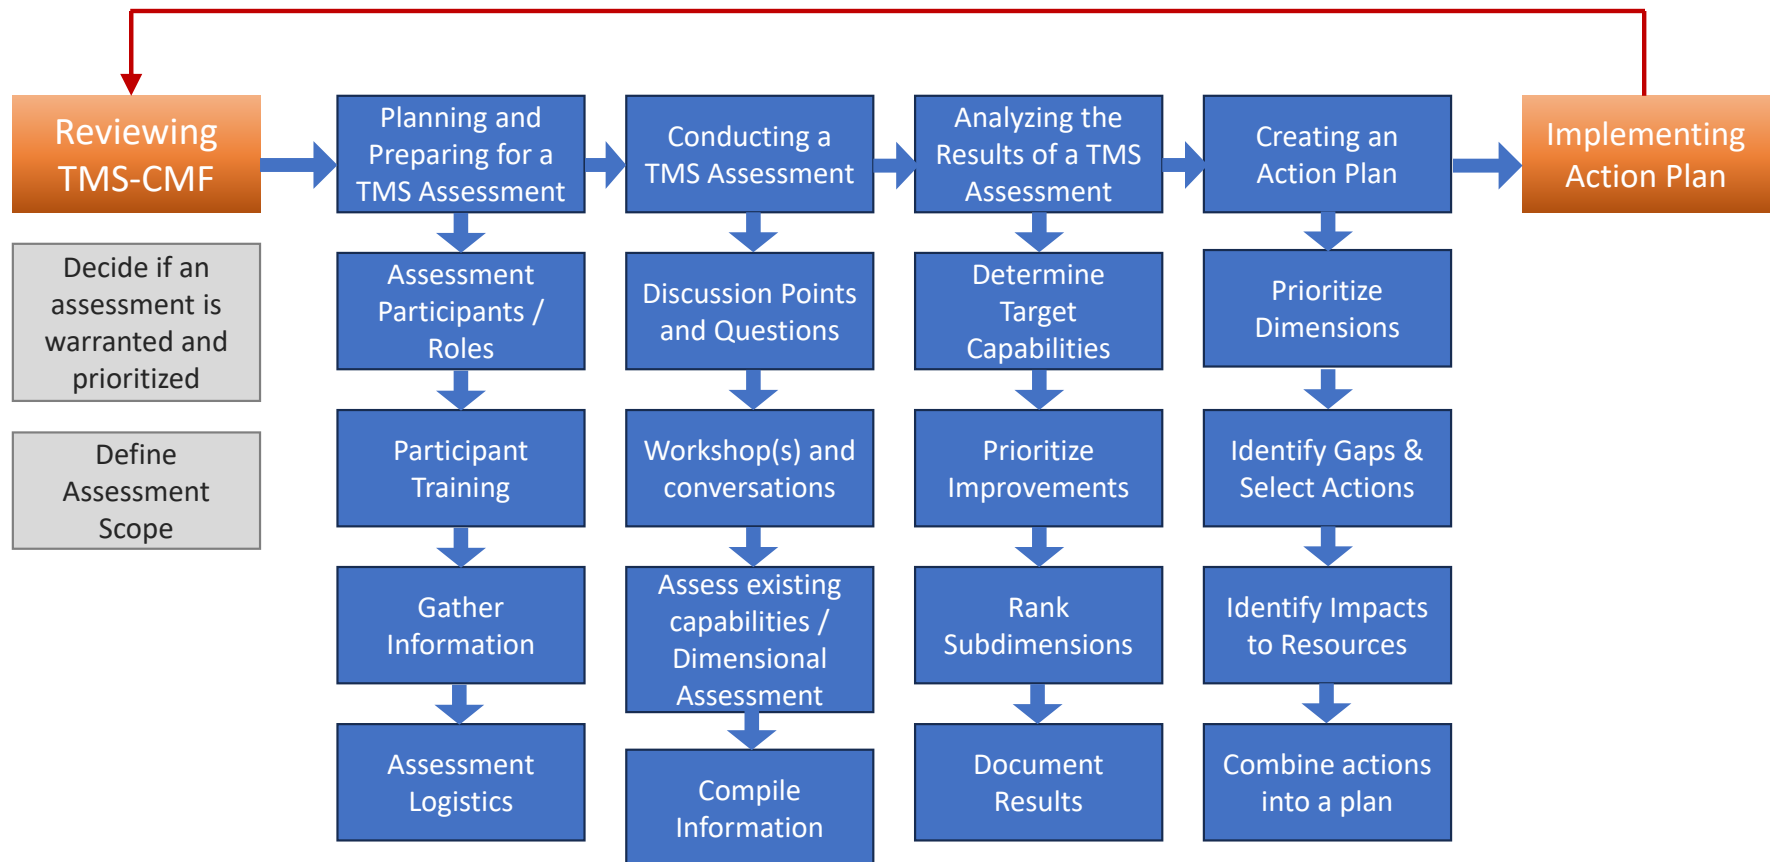 Reviewing
TMS-CMF
Decide if an
assessment is
warranted and
prioritized
Define
Assessment
Scope
Planning and
Preparing for a
TMS Assessment
Assessment
Participants /
Roles
Participant
Training
Gather
Information
Assessment
Logistics
Conducting a
TMS Assessment
Discussion Points
and Questions
Workshop(s) and
conversations
Assess existing
capabilities /
Dimensional
Assessment
Compile
Information
Analyzing the
Results of a TMS
Assessment
Determine
Target
Capabilities
Prioritize
Improvements
Rank
Subdimensions
Document
Results
Creating an
Action Plan
Prioritize
Dimensions
Identify Gaps &
Select Actions
Identify Impacts
to Resources
Combine actions
into a plan
Implementing
Action Plan